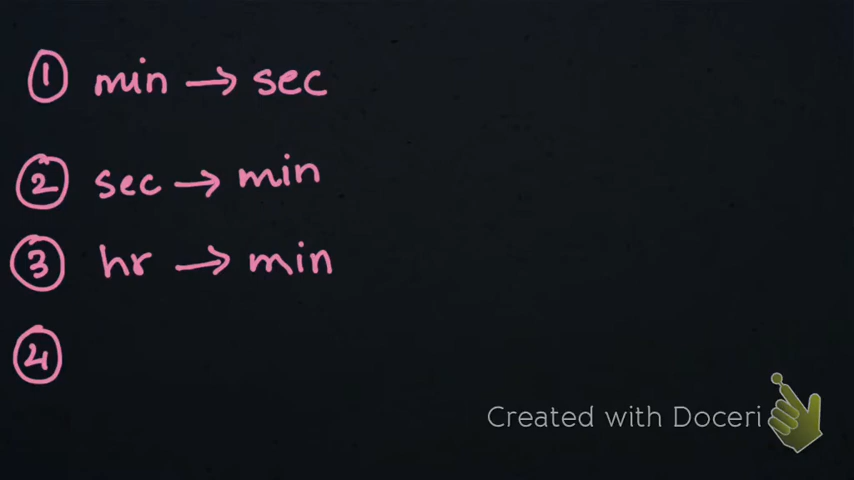 ① min → sec
② sec → min
③ hr → min
④
Created with Doceri